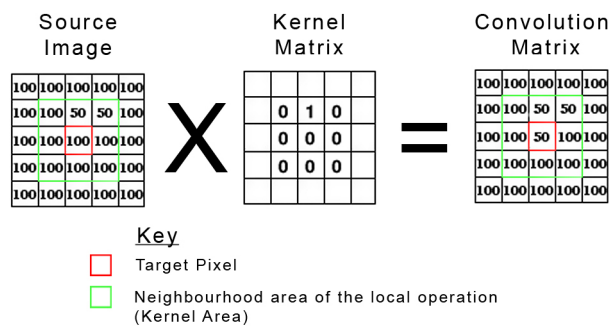 Source
Image
Kernel
Matrix
Convolution
Matrix
100 100 100 100 100
100 100 50 50 100
100 100 100 100 100
100 100 100 100 100
100 100 100 100 100
X
0 1 0
0 0 0
0 0 0
=
100 100 100 100 100
100 100 50 50 100
100 100 50 100 100
100 100 100 100 100
100 100 100 100 100
Key
Target Pixel
Neighbourhood area of the local operation
(Kernel Area)